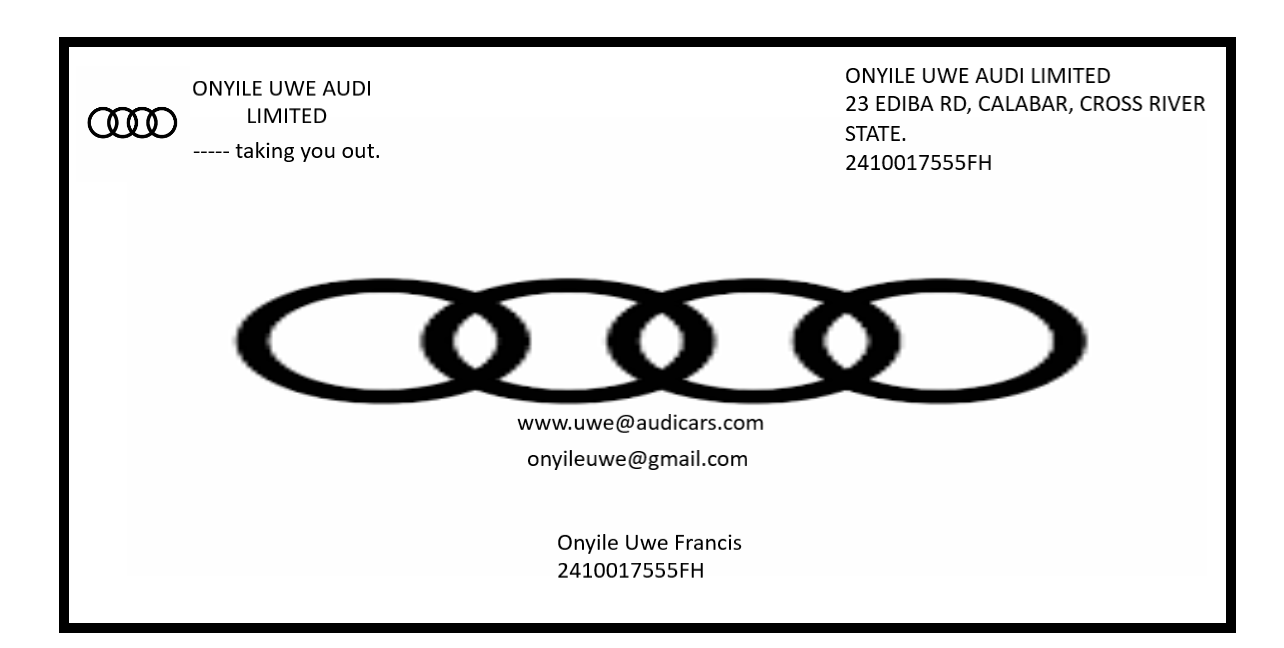 ONYILE UWE AUDI
LIMITED
----- taking you out.
ONYILE UWE AUDI LIMITED
23 EDIBA RD, CALABAR, CROSS RIVER
STATE.
2410017555FH
www.uwe@audicars.com
onyileuwe@gmail.com
Onyile Uwe Francis
2410017555FH